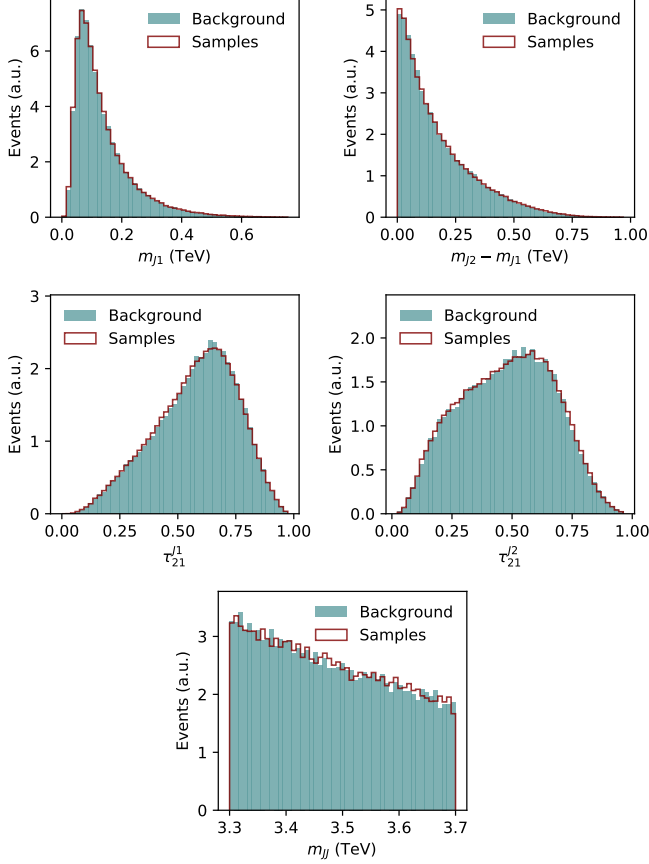 Background
Samples
Events (a.u.)
0
2
4
6
0.0
0.2
0.4
0.6
m_{J1} (TeV)
Background
Samples
Events (a.u.)
0
1
2
3
4
5
0.00
0.25
0.50
0.75
1.00
m_{J2} − m_{J1} (TeV)
Background
Samples
Events (a.u.)
0
1
2
3
0.00
0.25
0.50
0.75
1.00
τ_{21}^{J1}
Background
Samples
Events (a.u.)
0.0
0.5
1.0
1.5
2.0
0.00
0.25
0.50
0.75
1.00
τ_{21}^{J2}
Background
Samples
Events (a.u.)
0
1
2
3
3.3
3.4
3.5
3.6
3.7
m_{JJ} (TeV)